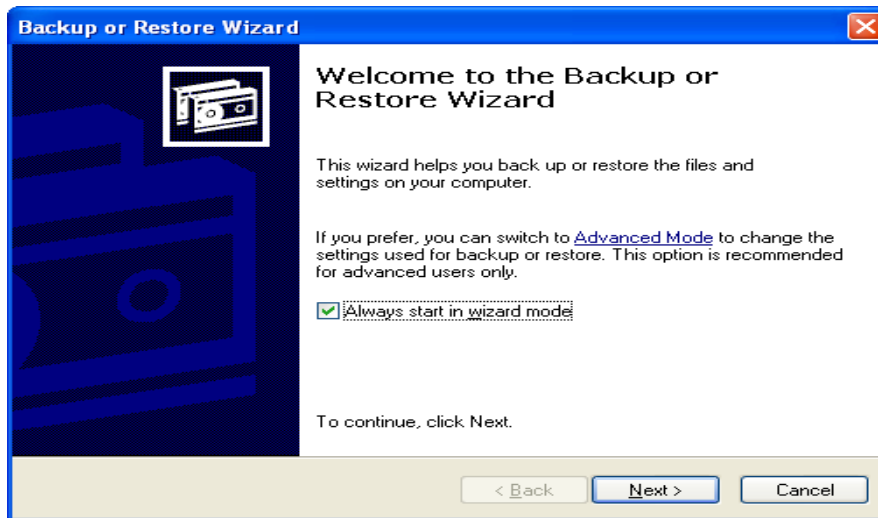 Backup or Restore Wizard
Welcome to the Backup or
Restore Wizard
This wizard helps you back up or restore the files and
settings on your computer.
If you prefer, you can switch to Advanced Mode to change the
settings used for backup or restore. This option is recommended
for advanced users only.
Always start in wizard mode
To continue, click Next.
< Back Next > Cancel